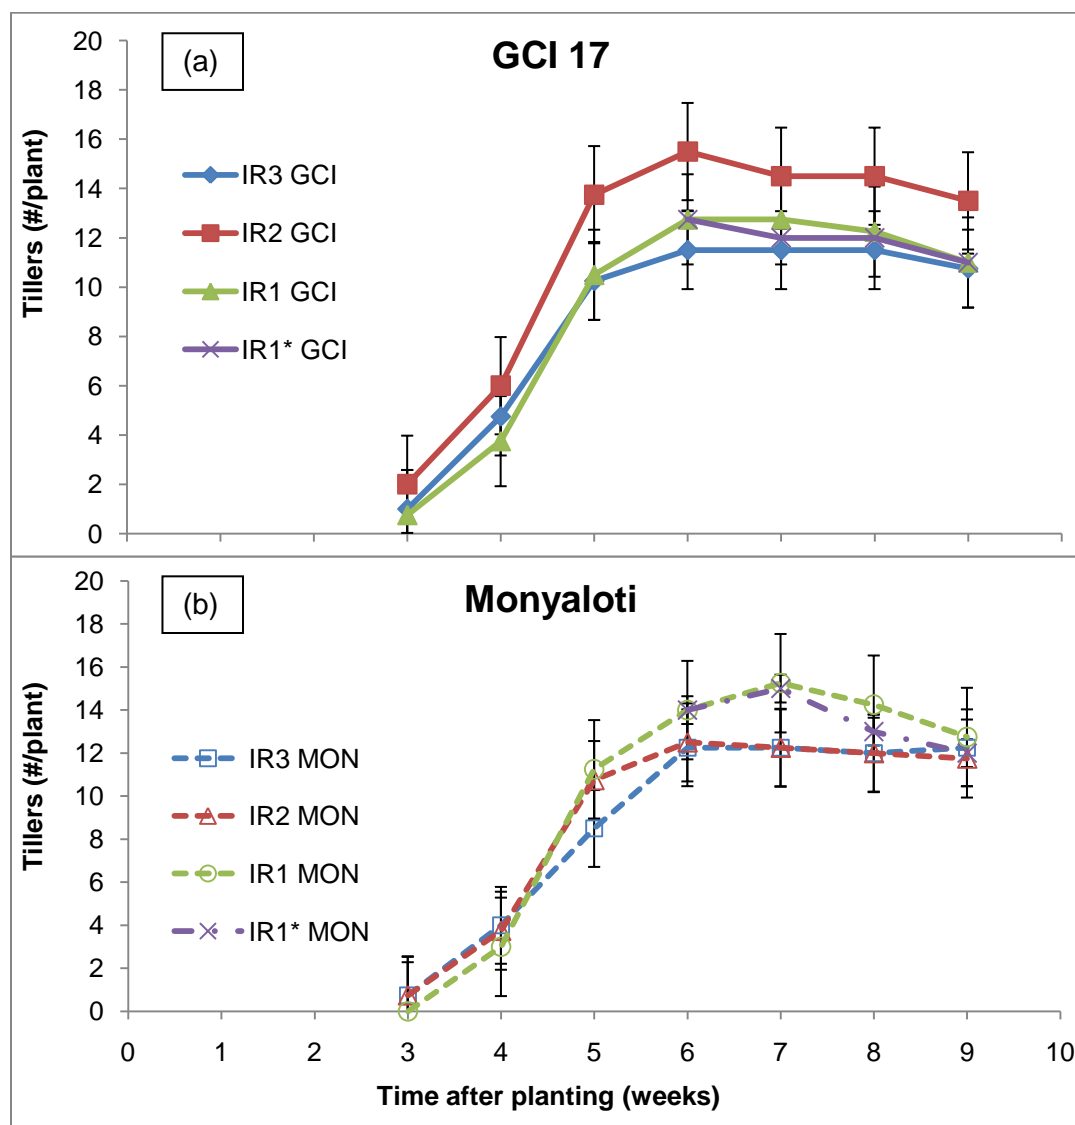 GCI 17
(a)
Tillers (#/plant)
20
18
16
14
12
10
8
6
4
2
0
IR3 GCI
IR2 GCI
IR1 GCI
IR1* GCI
Monyaloti
(b)
Tillers (#/plant)
20
18
16
14
12
10
8
6
4
2
0
IR3 MON
IR2 MON
IR1 MON
IR1* MON
0 1 2 3 4 5 6 7 8 9 10
Time after planting (weeks)